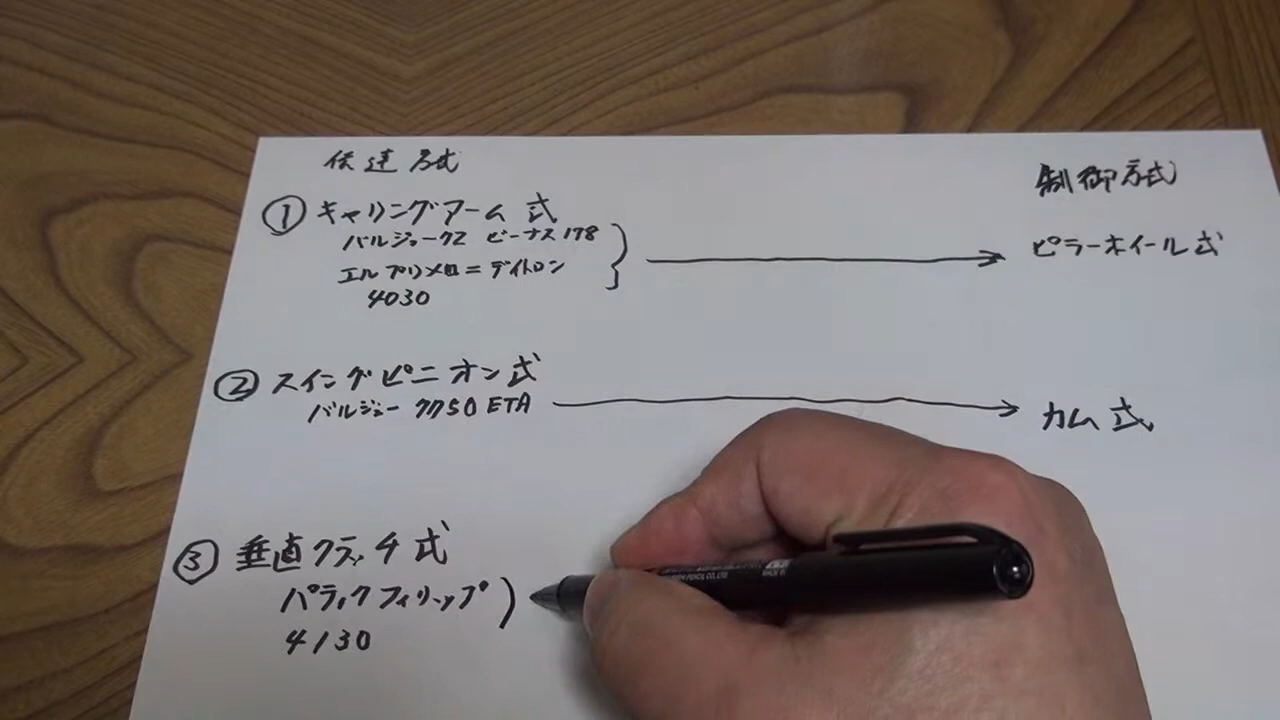 伝達方式
制御方式
① キャリングアーム式
バルジュー72 ビーナス178
エルプリメロ=デイトロン
4030
ピラーホイール式
② スイングピニオン式
バルジュー 7750 ETA
カム式
③ 垂直クラッチ式
パテックフィリップ
4130